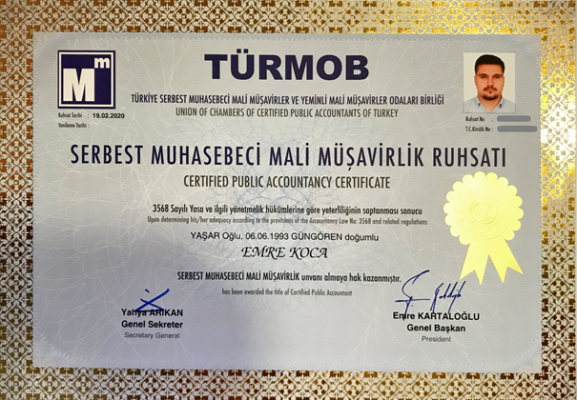 TÜRMOB
Mm
TÜRKİYE SERBEST MUHASEBECİ MALİ MÜŞAVİRLER VE YEMİNLİ MALİ MÜŞAVİRLER ODALARI BİRLİĞİ
UNION OF CHAMBERS OF CERTIFIED PUBLIC ACCOUNTANTS OF TURKEY
Ruhsat Tarihi : 19.02.2020
Yenileme Tarihi :
Ruhsat No :
T.C.Kimlik No :
SERBEST MUHASEBECİ MALİ MÜŞAVİRLİK RUHSATI
CERTIFIED PUBLIC ACCOUNTANCY CERTIFICATE
3568 Sayılı Yasa ve ilgili yönetmelik hükümlerine göre yeterliliğinin saptanması sonucu
Upon determining his/her adequacy according to the provisions of the Accountancy Law No: 3568 and related regulations
YAŞAR Oğlu, 06.06.1993 GÜNGÖREN doğumlu
EMRE KOCA
SERBEST MUHASEBECİ MALİ MÜŞAVİRLİK unvanı almaya hak kazanmıştır.
has been awarded the title of Certified Public Accountant
Yahya ARIKAN
Genel Sekreter
Secretary General
Emre KARTALOĞLU
Genel Başkan
President